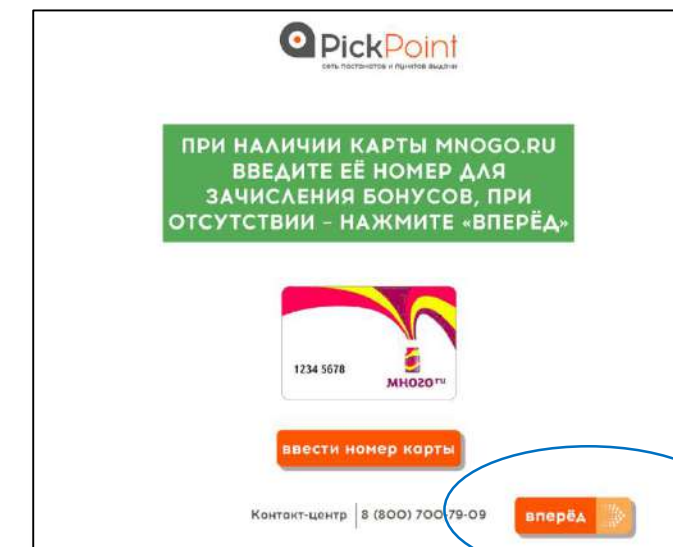 PickPoint
сеть постаматов и пунктов выдачи
ПРИ НАЛИЧИИ КАРТЫ MNOGO.RU
ВВЕДИТЕ ЕЁ НОМЕР ДЛЯ
ЗАЧИСЛЕНИЯ БОНУСОВ, ПРИ
ОТСУТСТВИИ – НАЖМИТЕ «ВПЕРЁД»
1234 5678
много.ru
ввести номер карты
Контакт-центр 8 (800) 700-79-09
вперёд